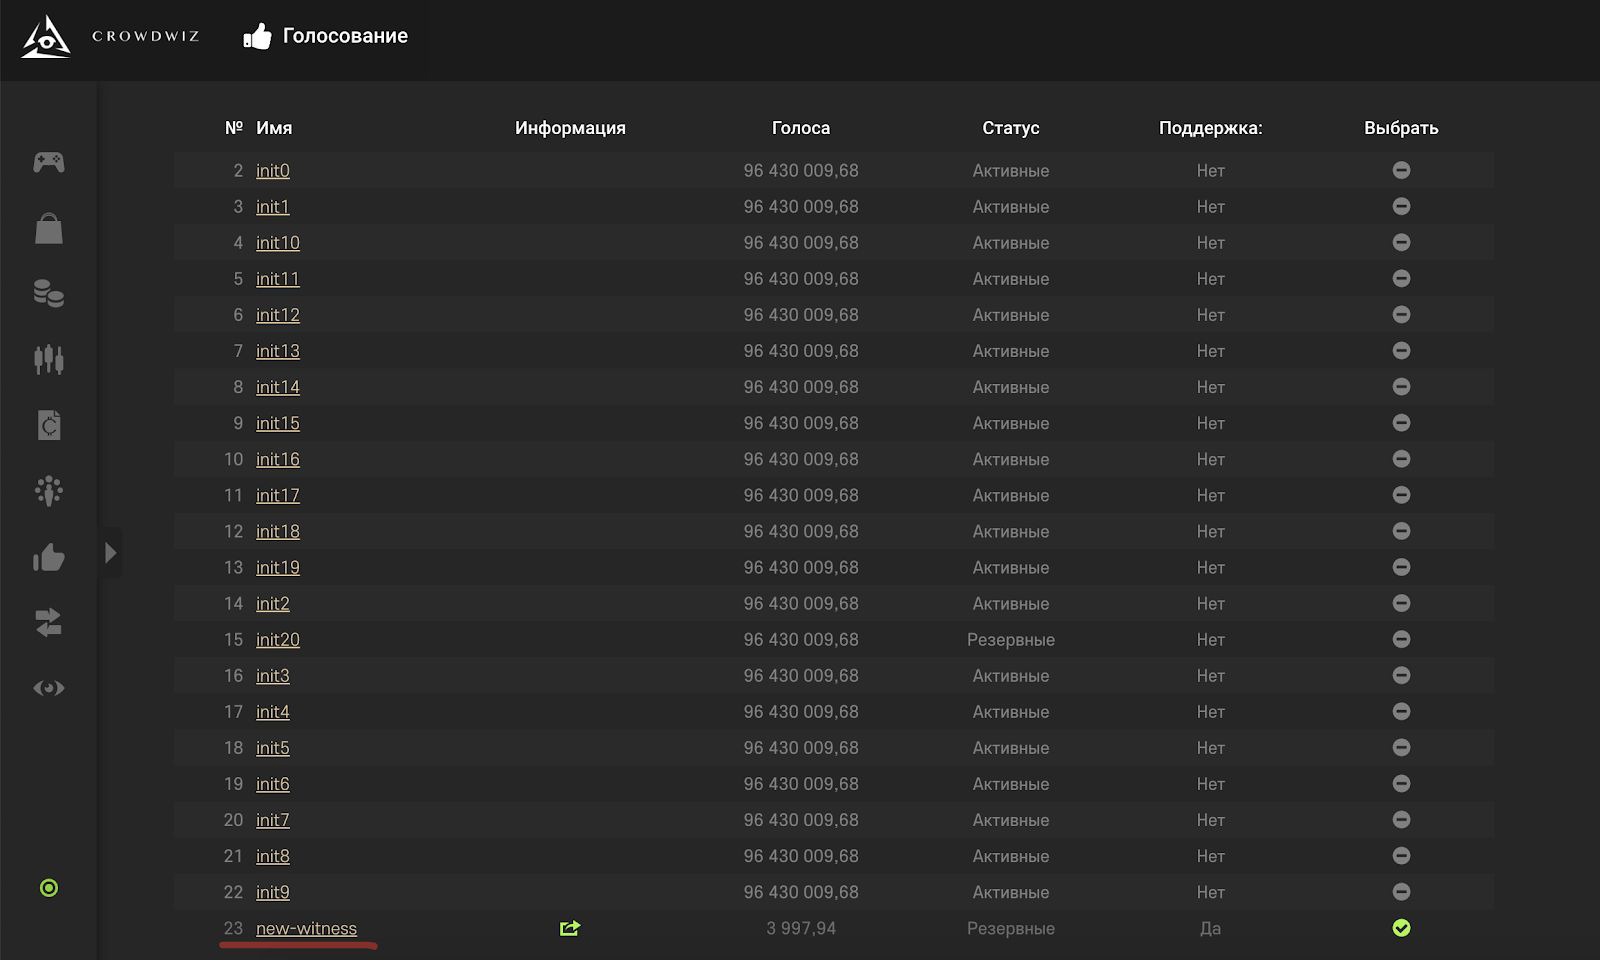 CROWDWIZ Голосование
№ Имя Информация Голоса Статус Поддержка: Выбрать
2 init0 96 430 009,68 Активные Нет
3 init1 96 430 009,68 Активные Нет
4 init10 96 430 009,68 Активные Нет
5 init11 96 430 009,68 Активные Нет
6 init12 96 430 009,68 Активные Нет
7 init13 96 430 009,68 Активные Нет
8 init14 96 430 009,68 Активные Нет
9 init15 96 430 009,68 Активные Нет
10 init16 96 430 009,68 Активные Нет
11 init17 96 430 009,68 Активные Нет
12 init18 96 430 009,68 Активные Нет
13 init19 96 430 009,68 Активные Нет
14 init2 96 430 009,68 Активные Нет
15 init20 96 430 009,68 Резервные Нет
16 init3 96 430 009,68 Активные Нет
17 init4 96 430 009,68 Активные Нет
18 init5 96 430 009,68 Активные Нет
19 init6 96 430 009,68 Активные Нет
20 init7 96 430 009,68 Активные Нет
21 init8 96 430 009,68 Активные Нет
22 init9 96 430 009,68 Активные Нет
23 new-witness 3 997,94 Резервные Да